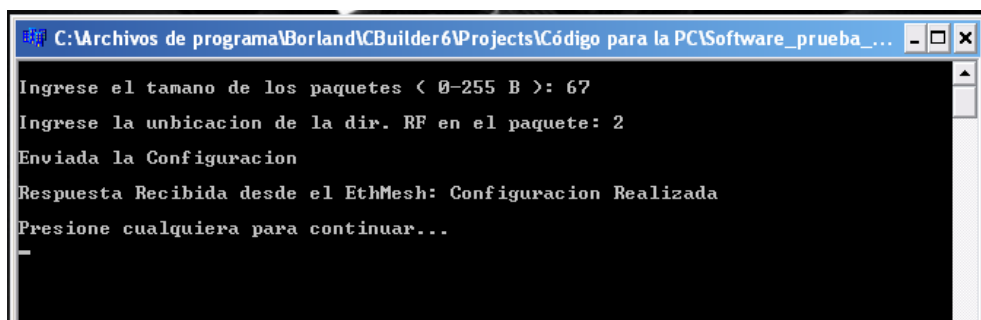 C:\Archivos de programa\Borland\CBuilder6\Projects\Código para la PC\Software_prueba_...
Ingrese el tamano de los paquetes < 0-255 B >: 67
Ingrese la unbicacion de la dir. RF en el paquete: 2
Enviada la Configuracion
Respuesta Recibida desde el EthMesh: Configuracion Realizada
Presione cualquiera para continuar...